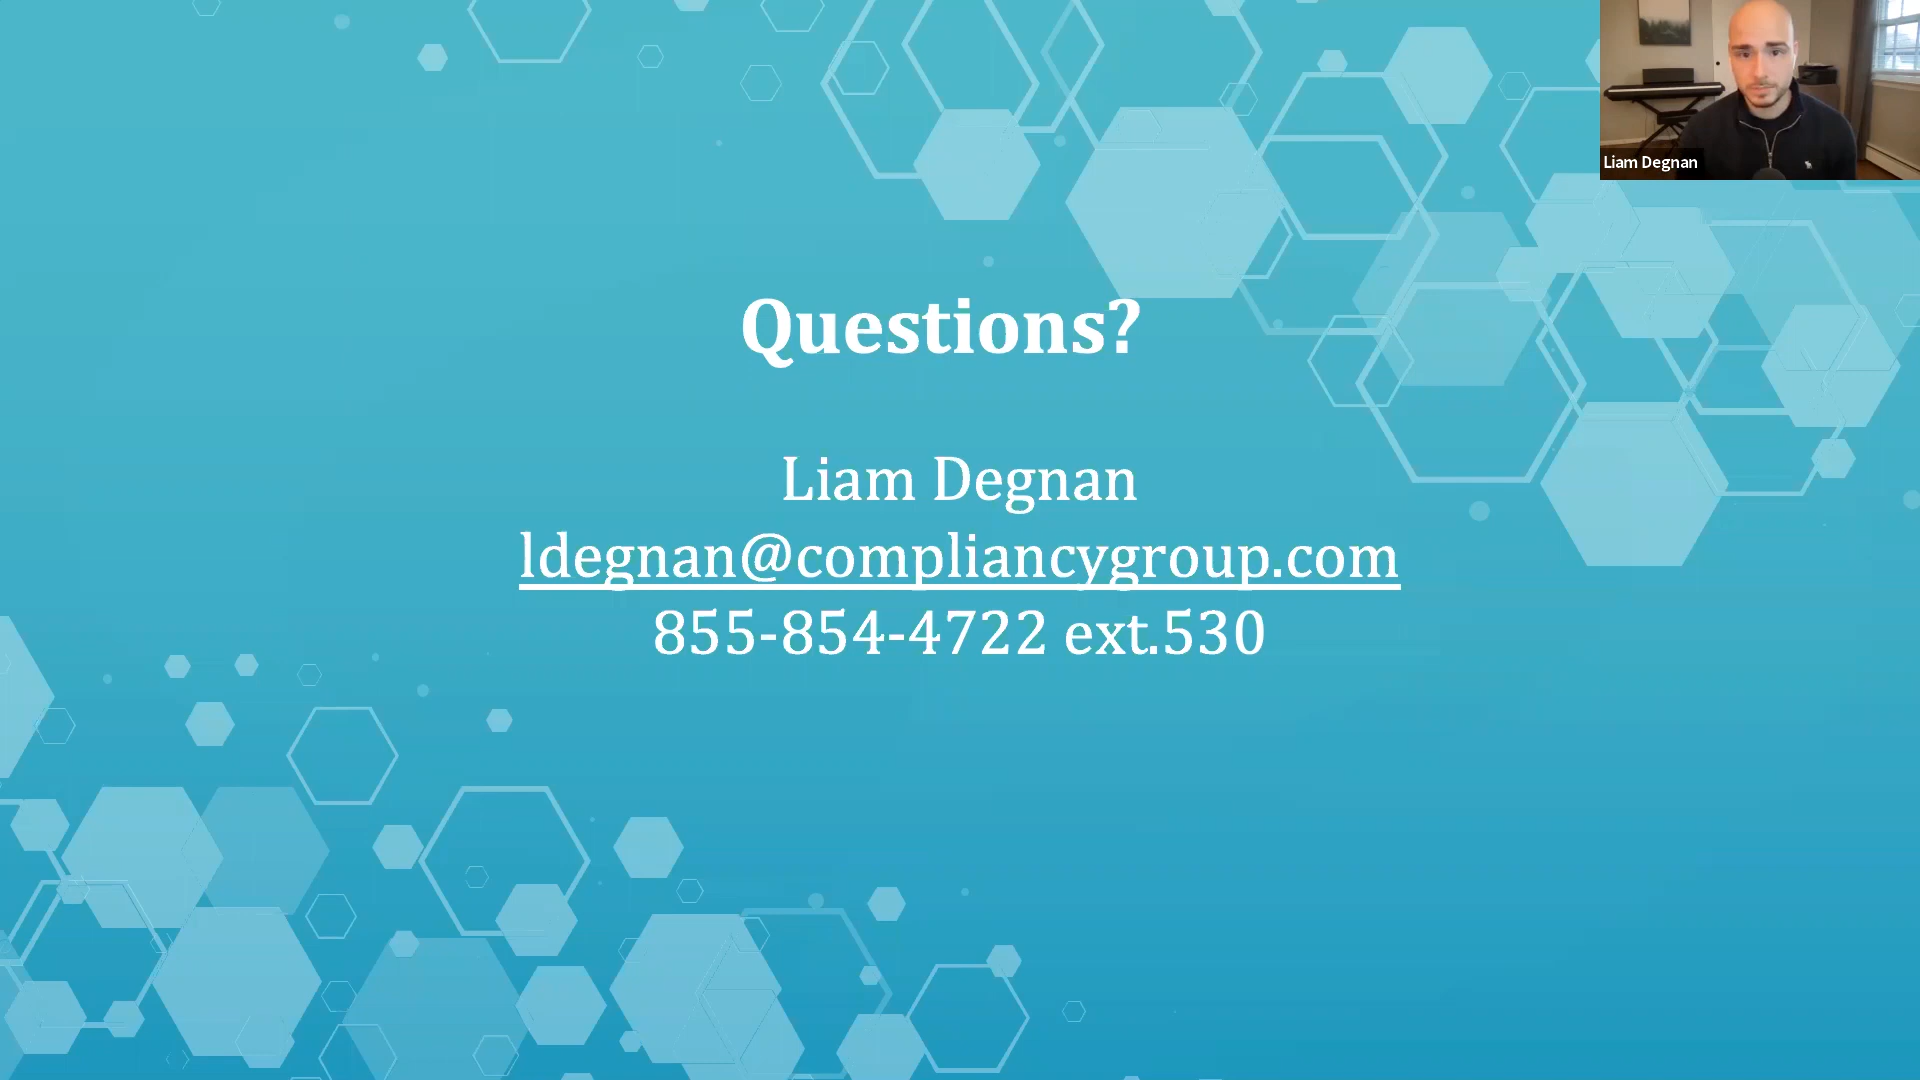 Liam Degnan
Questions?
Liam Degnan
ldegnan@compliancygroup.com
855-854-4722 ext.530